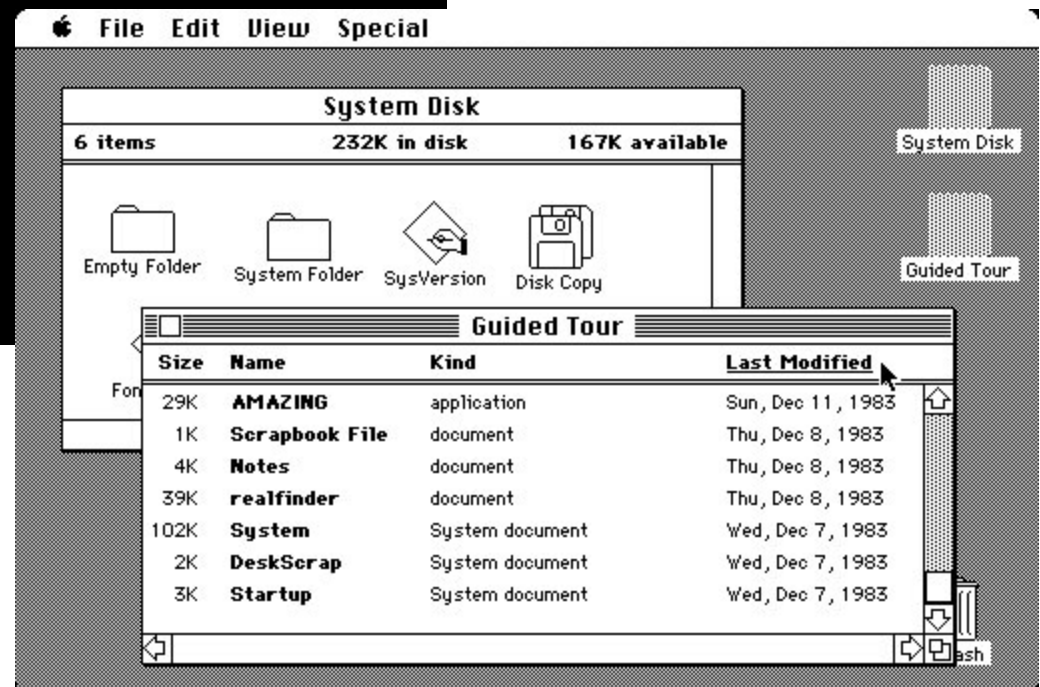 File Edit View Special
System Disk
6 items 232K in disk 167K available
System Disk
Empty Folder System Folder SysVersion Disk Copy
Guided Tour
Guided Tour
Size Name Kind Last Modified
Fon
29K AMAZING application Sun, Dec 11, 1983
1K Scrapbook File document Thu, Dec 8, 1983
4K Notes document Thu, Dec 8, 1983
39K realfinder document Thu, Dec 8, 1983
102K System System document Wed, Dec 7, 1983
2K DeskScrap System document Wed, Dec 7, 1983
3K Startup System document Wed, Dec 7, 1983
ash